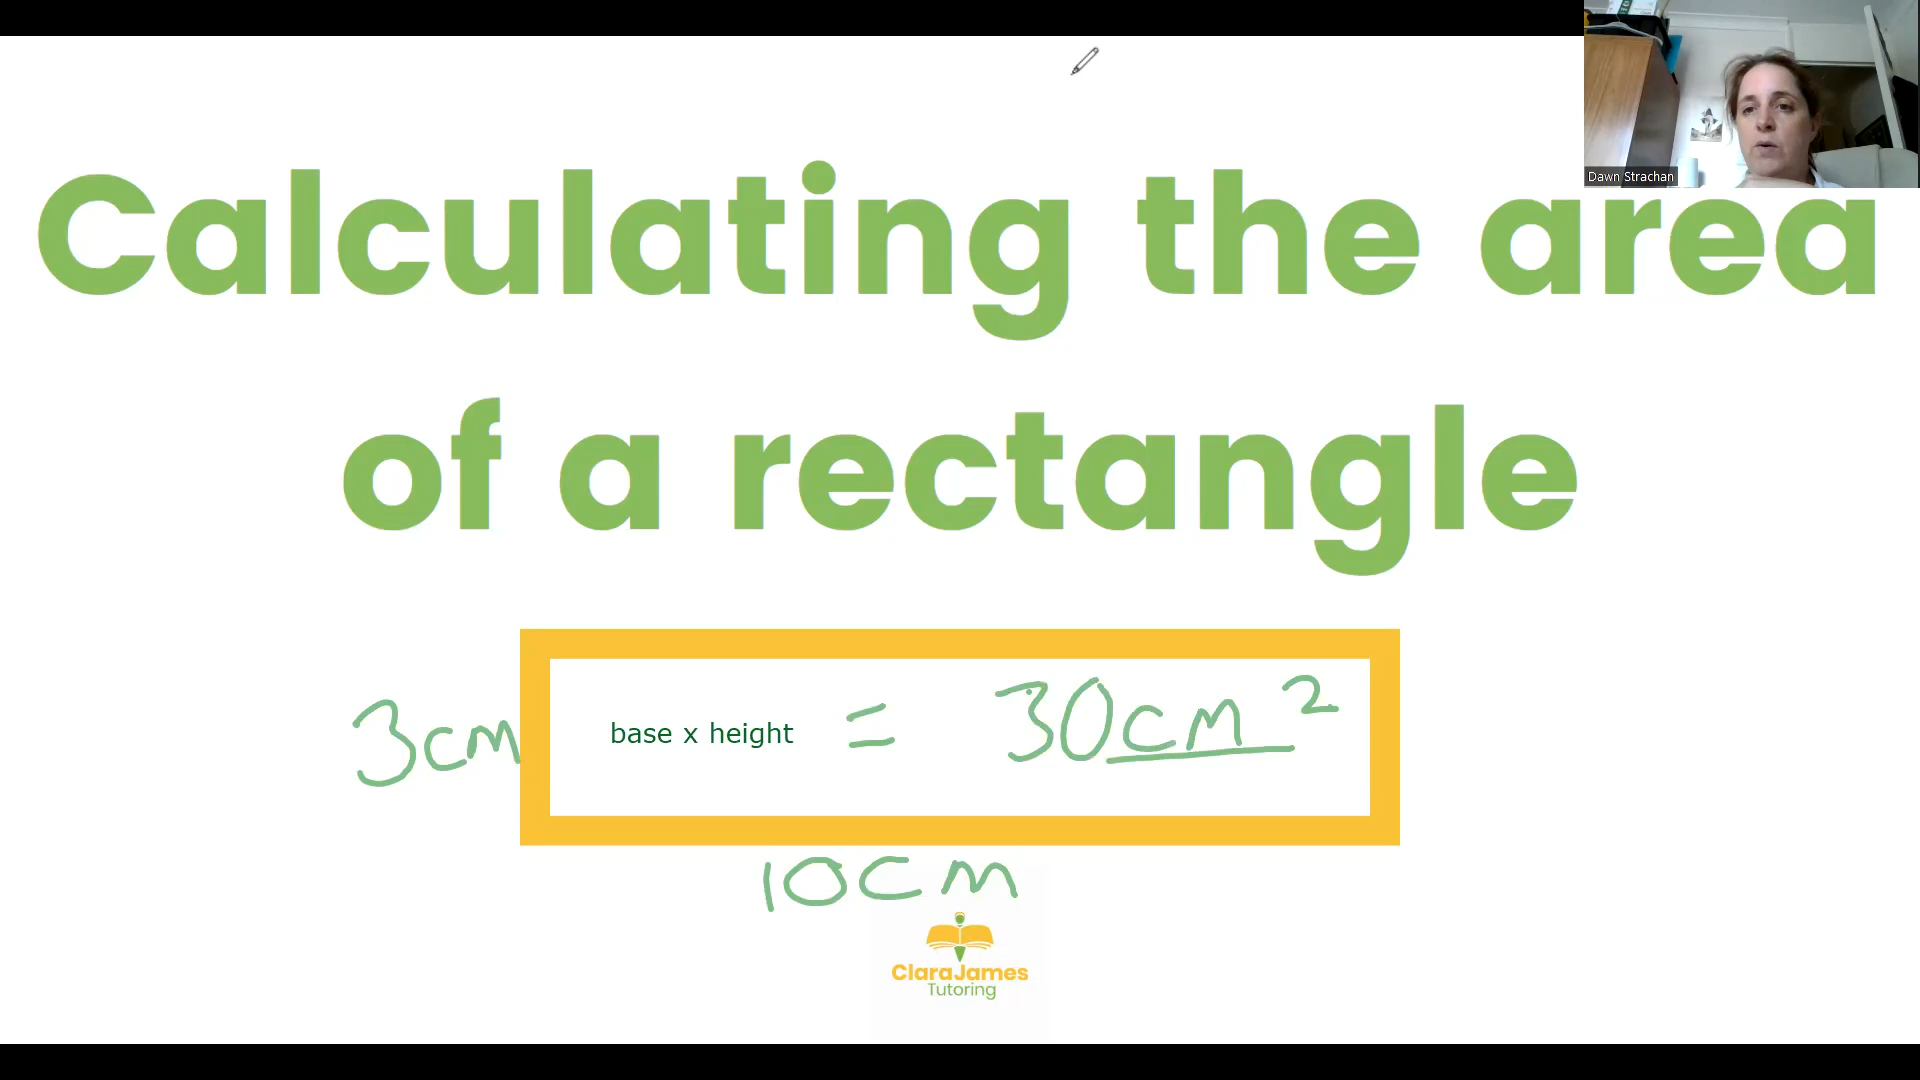 Dawn Strachan
Calculating the area
of a rectangle
3cm
base x height = 30cm²
10cm
ClaraJames
Tutoring